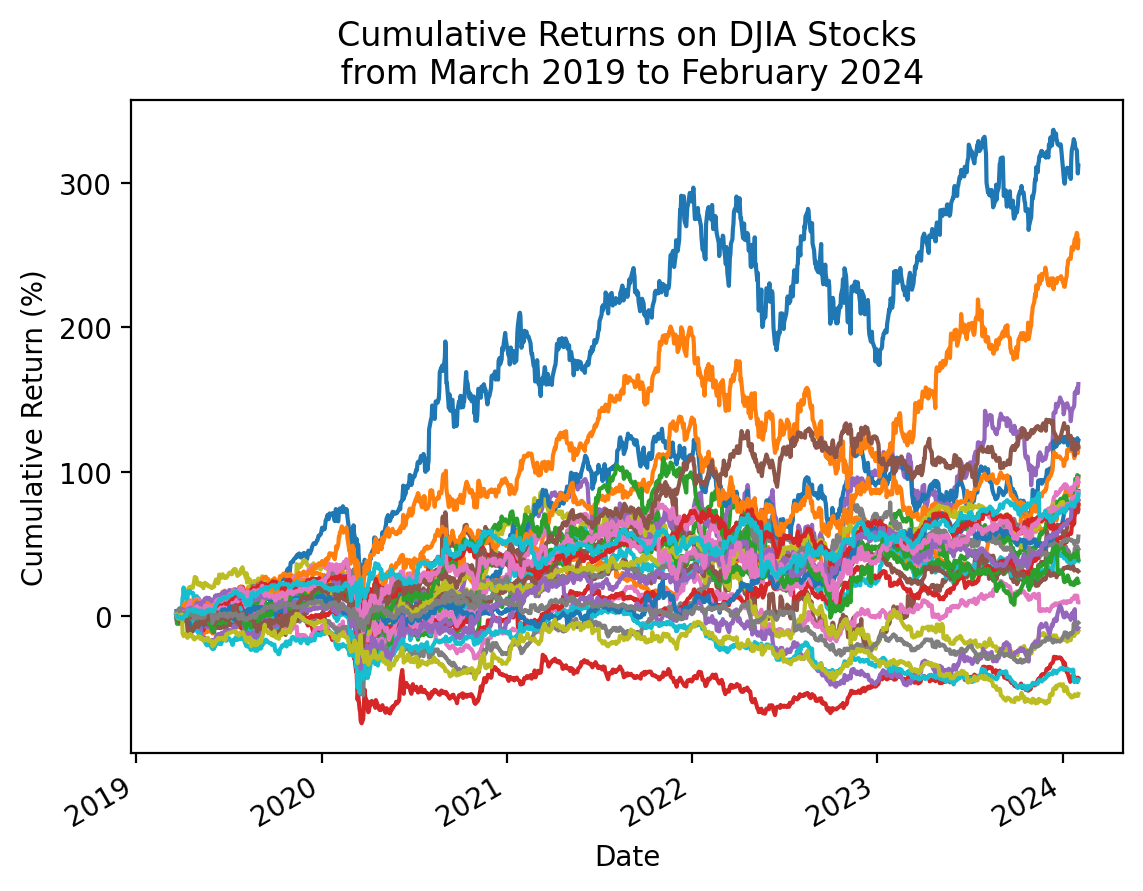 Cumulative Returns on DJIA Stocks
from March 2019 to February 2024
Cumulative Return (%)
300
200
100
0
2019
2020
2021
2022
2023
2024
Date